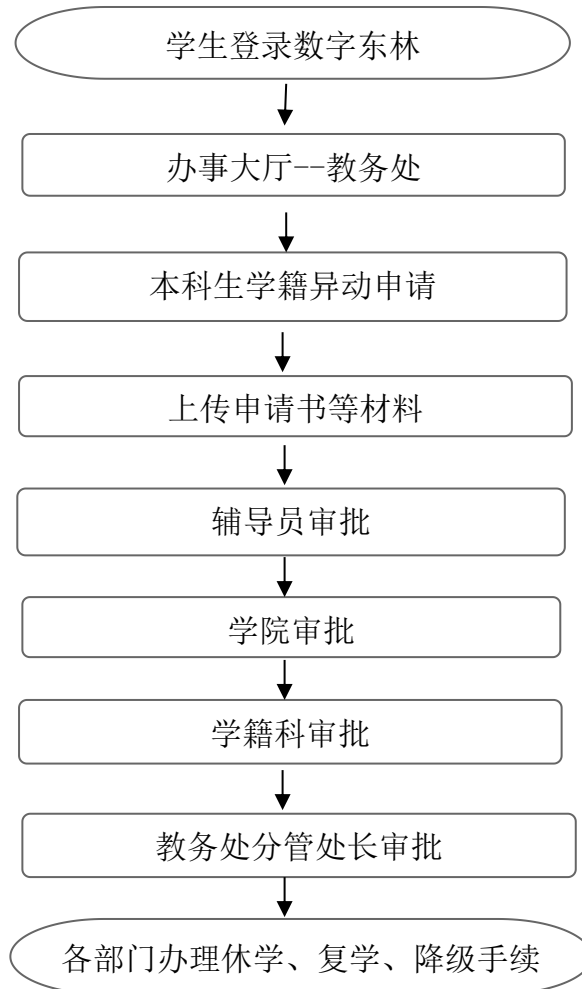 学生登录数字东林
办事大厅--教务处
本科生学籍异动申请
上传申请书等材料
辅导员审批
学院审批
学籍科审批
教务处分管处长审批
各部门办理休学、复学、降级手续